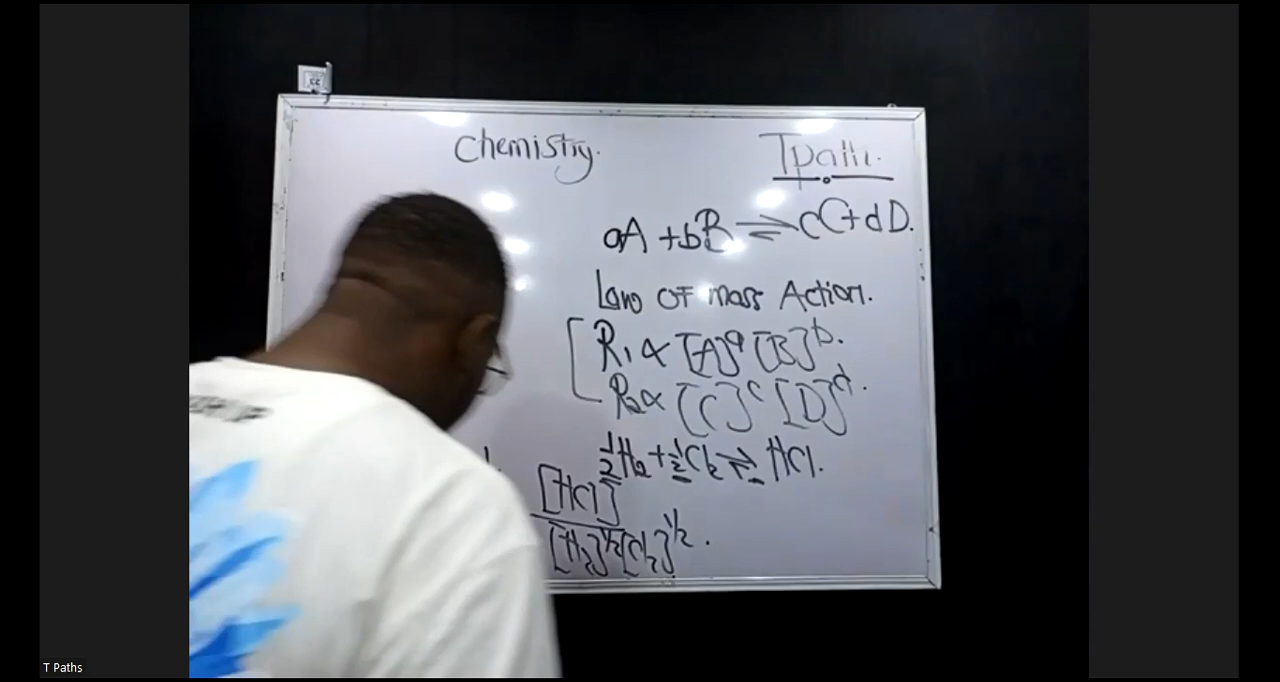 Chemistry.
Tpath.
aA + bB ⇌ cC + dD.
Law OF mass Action.
R₁ ∝ [A]ᵃ [B]ᵇ.
R₂ ∝ [C]ᶜ [D]ᵈ.
½H₂ + ½Cl₂ ⇌ HCl.
[HCl]
[H₂]^½ [Cl₂]^½.
T Paths